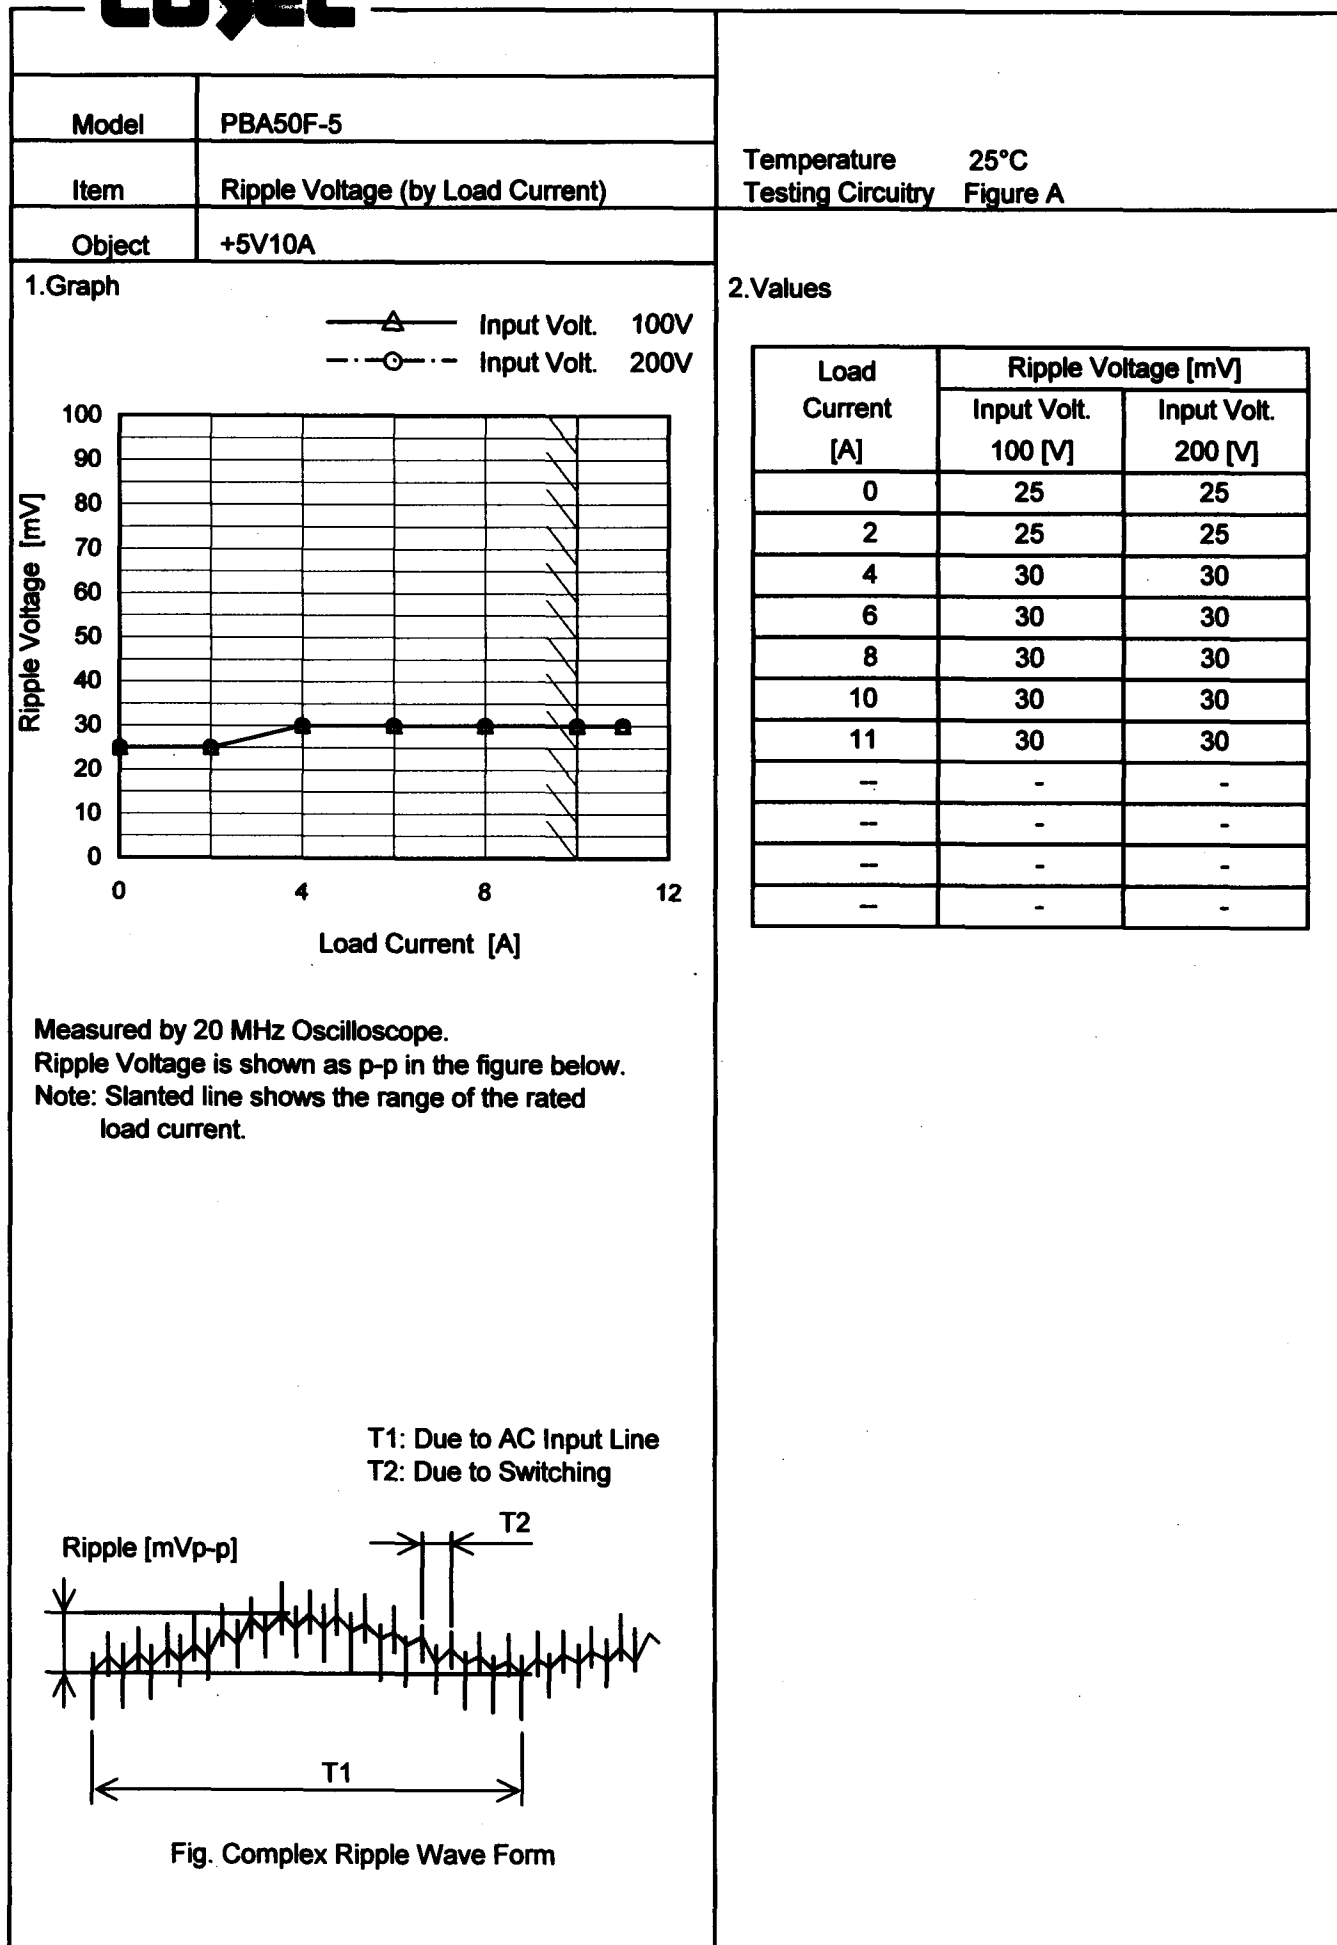 Model PBA50F-5
Item Ripple Voltage (by Load Current)
Object +5V10A
Temperature 25°C
Testing Circuitry Figure A
1.Graph
Input Volt. 100V
Input Volt. 200V
100
90
80
70
60
50
40
30
20
10
0
Ripple Voltage [mV]
0 4 8 12
Load Current [A]
Measured by 20 MHz Oscilloscope.
Ripple Voltage is shown as p-p in the figure below.
Note: Slanted line shows the range of the rated
load current.
T1: Due to AC Input Line
T2: Due to Switching
T2
Ripple [mVp-p]
T1
Fig. Complex Ripple Wave Form
2.Values
Load Ripple Voltage [mV]
Current Input Volt. Input Volt.
[A] 100 [V] 200 [V]
0 25 25
2 25 25
4 30 30
6 30 30
8 30 30
10 30 30
11 30 30
-- - -
-- - -
-- - -
-- - -